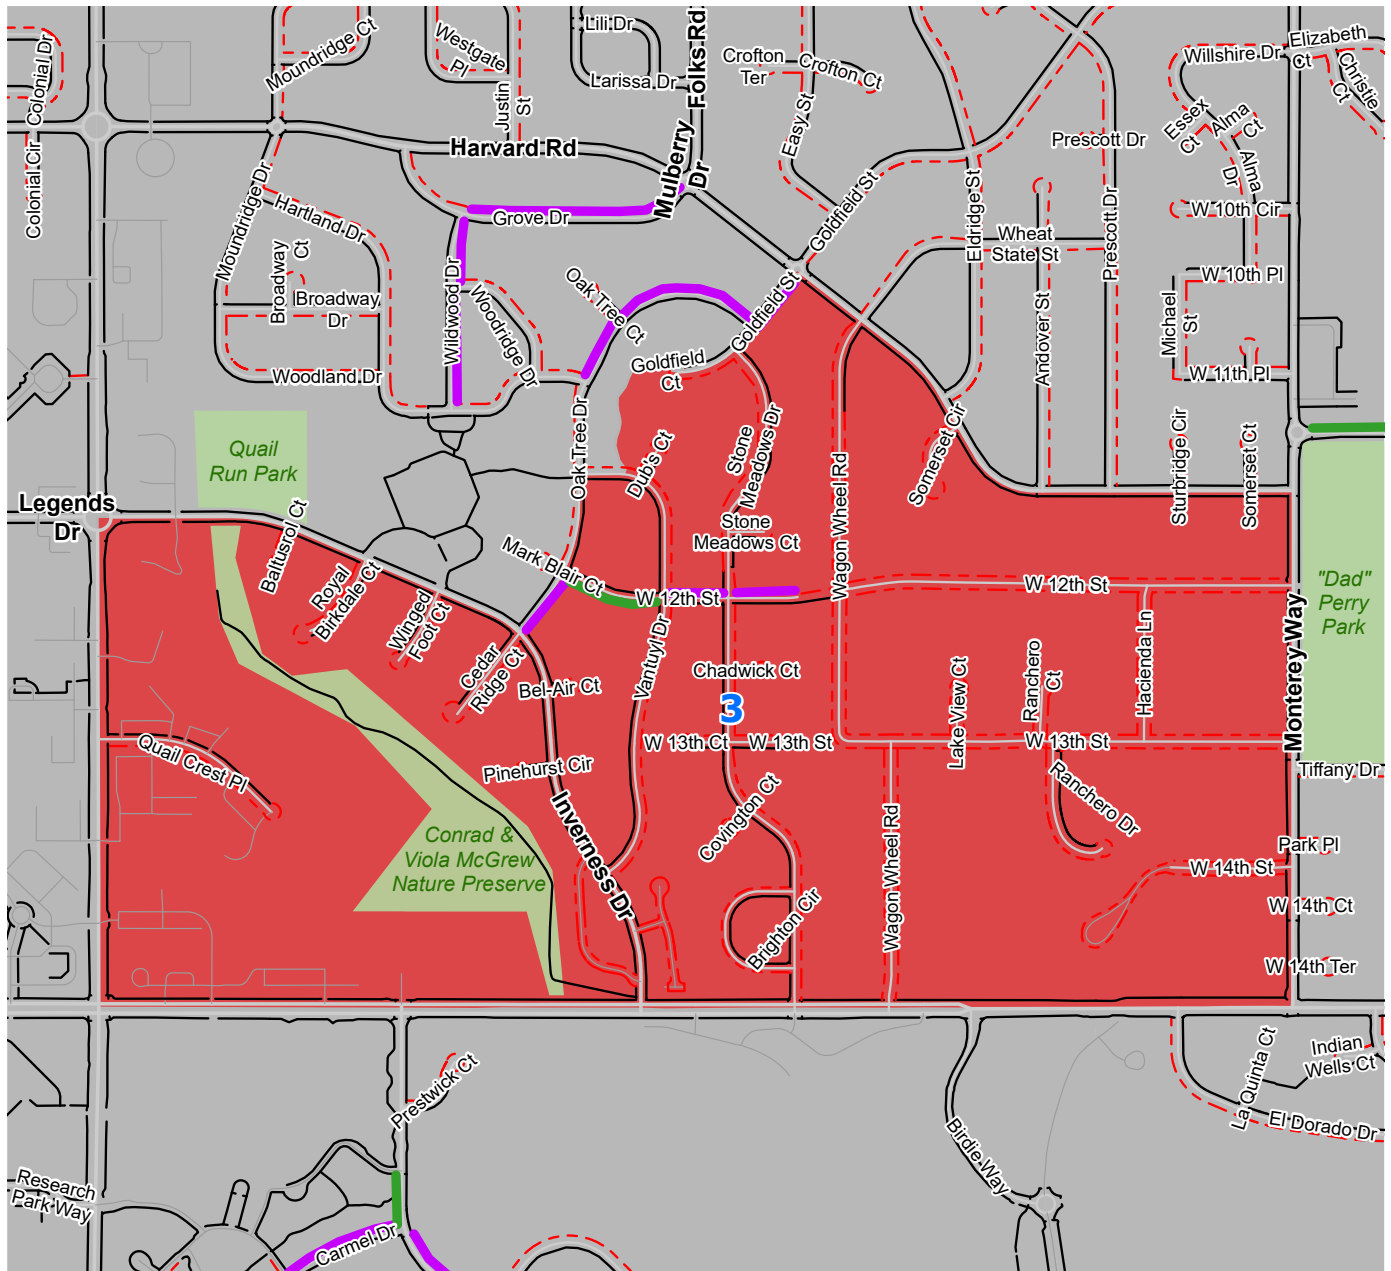 Lili Dr
Westgate
Pl
Colonial Dr
Moundridge Ct
Larissa Dr
Justin
St
Folks Rd
Crofton
Ter
Crofton Ct
Easy St
Willshire Dr
Elizabeth
Ct
Christie
Ct
Essex
Ct
Alma
Ct
Alma
Dr
Prescott Dr
Colonial Cir
Harvard Rd
Mulberry
Dr
Moundridge Dr
Hartland Dr
Grove Dr
Goldfield St
Eldridge St
Wheat
State St
Prescott Dr
W 10th Cir
W 10th Pl
Broadway
Ct
Broadway
Dr
Wildwood Dr
Woodridge Dr
Oak Tree Ct
Goldfield St
Goldfield
Ct
Andover St
Michael
St
W 11th Pl
Woodland Dr
Quail
Run Park
Oak Tree Dr
Dub's Ct
Stone
Meadows Dr
Wagon Wheel Rd
Somerset Cir
Sturbridge Cir
Somerset Ct
Legends
Dr
Baltusrol Ct
Royal
Birkdale Ct
Winged
Foot Ct
Cedar
Ridge Ct
Mark Blair Ct
Stone
Meadows Ct
W 12th St
W 12th St
"Dad"
Perry
Park
Vantuyl Dr
Bel-Air Ct
Chadwick Ct
3
Lake View Ct
Ranchero
Ct
Hacienda Ln
Monterey Way
W 13th Ct
W 13th St
W 13th St
Quail Crest Pl
Pinehurst Cir
Inverness Dr
Covington Ct
Ranchero Dr
Tiffany Dr
Conrad &
Viola McGrew
Nature Preserve
Wagon Wheel Rd
Brighton Cir
Park Pl
W 14th St
W 14th Ct
W 14th Ter
Prestwick Ct
Birdie Way
La Quinta Ct
Indian
Wells Ct
El Dorado Dr
Research
Park Way
Carmel Dr